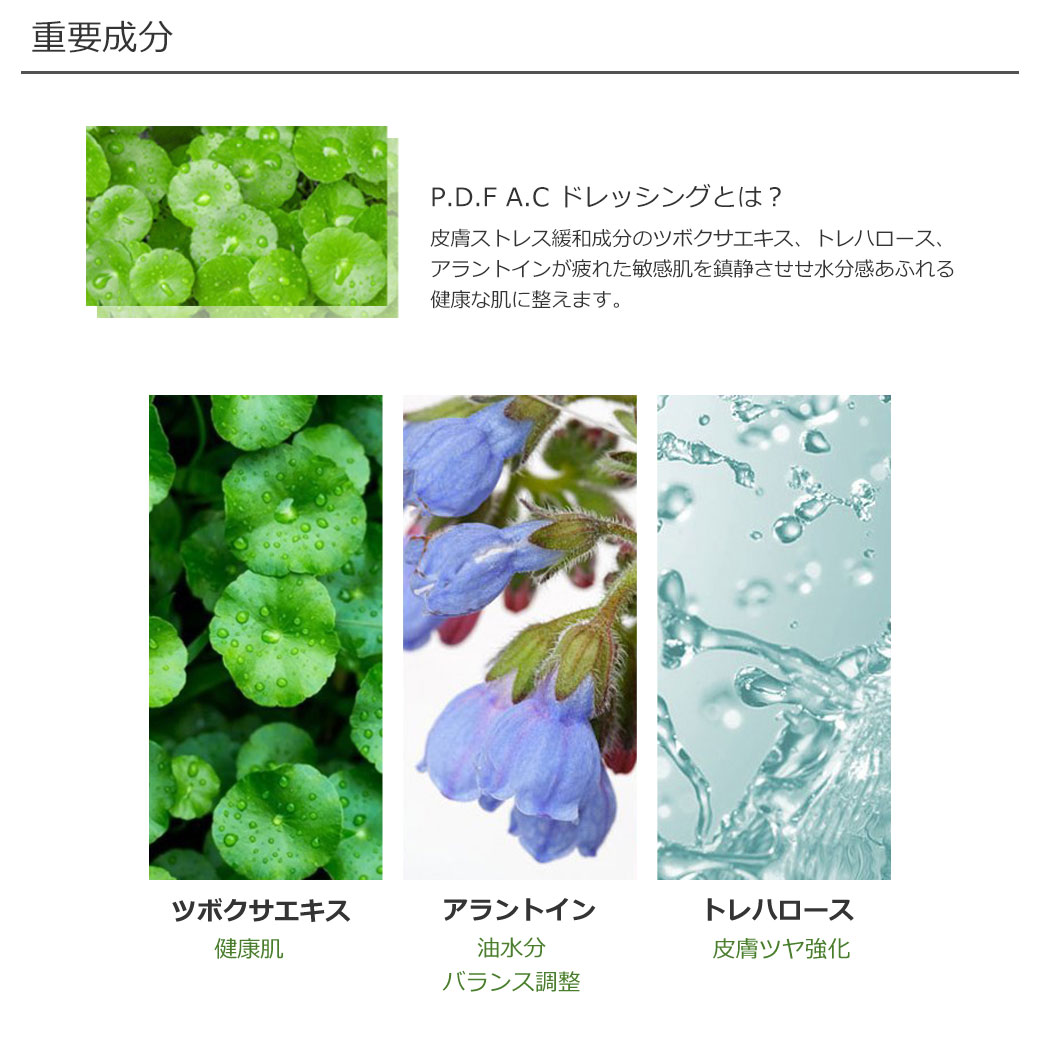 重要成分
P.D.F A.C ドレッシングとは？
皮膚ストレス緩和成分のツボクサエキス、トレハロース、
アラントインが疲れた敏感肌を鎮静させせ水分感あふれる
健康な肌に整えます。
ツボクサエキス
健康肌
アラントイン
油水分
バランス調整
トレハロース
皮膚ツヤ強化